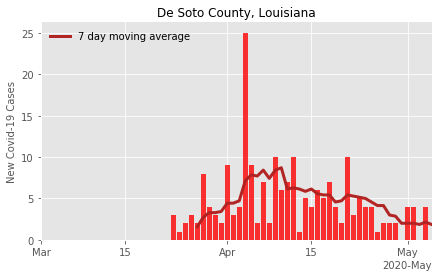 De Soto County, Louisiana
7 day moving average
New Covid-19 Cases
25
20
15
10
5
0
Mar 15 Apr 15 May
2020-May